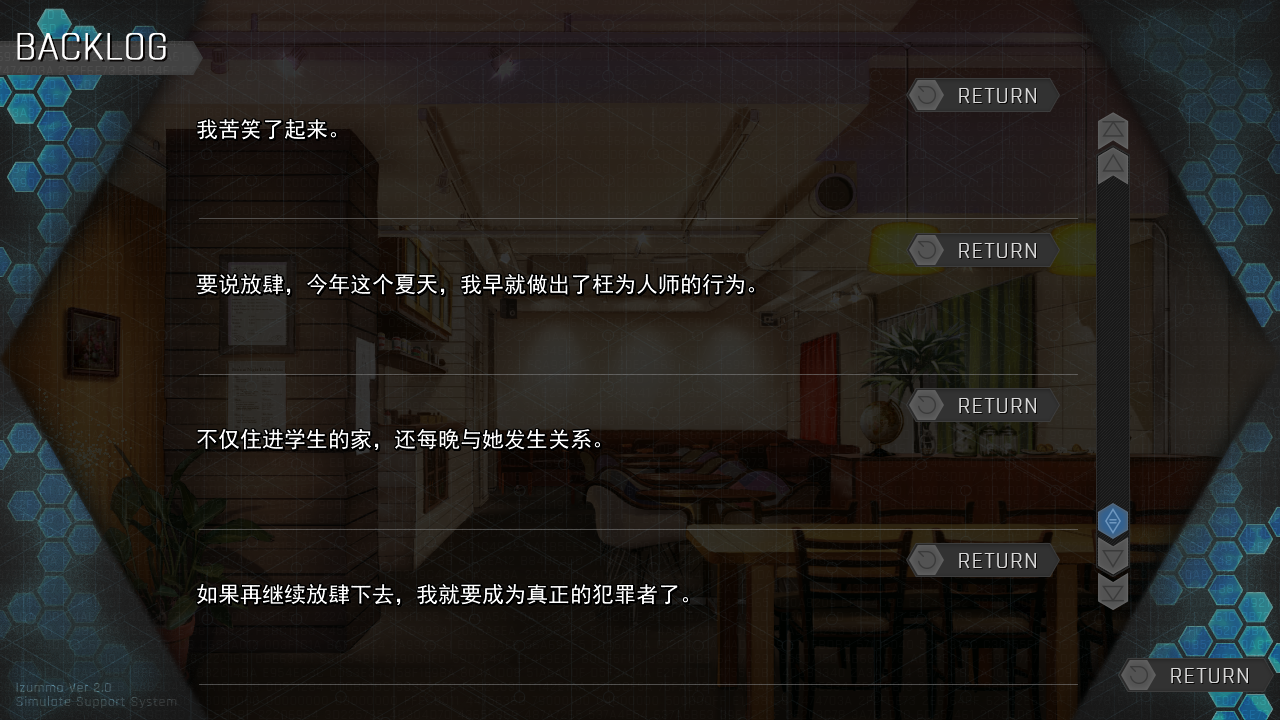 BACKLOG
RETURN
我苦笑了起来。
RETURN
要说放肆，今年这个夏天，我早就做出了枉为人师的行为。
RETURN
不仅住进学生的家，还每晚与她发生关系。
RETURN
如果再继续放肆下去，我就要成为真正的犯罪者了。
RETURN
Izumma Ver 2.0
Simulate Support System